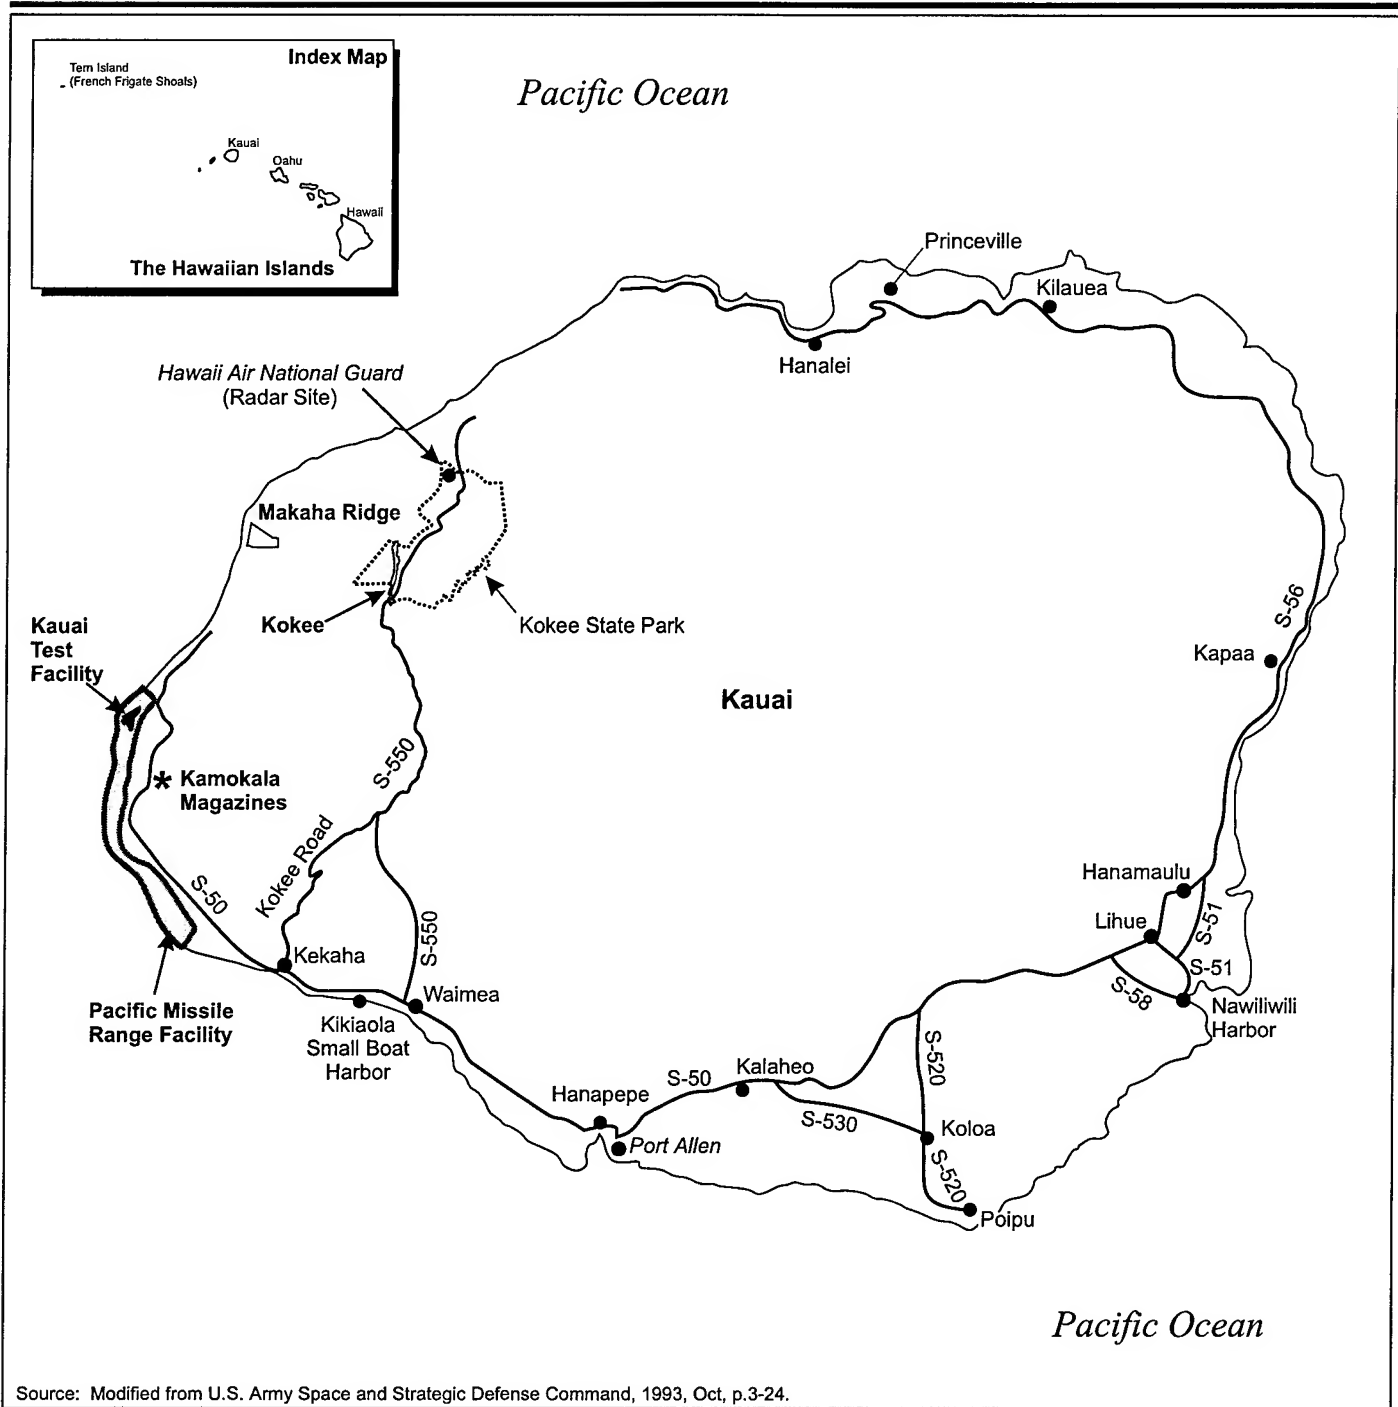 Index Map
Tern Island
(French Frigate Shoals)
Kauai
Oahu
Hawaii
The Hawaiian Islands
Pacific Ocean
Princeville
Kilauea
Hanalei
Hawaii Air National Guard
(Radar Site)
Makaha Ridge
Kokee
Kokee State Park
Kauai
Test
Facility
S-56
Kapaa
Kauai
S-550
Kamokala
Magazines
Kokee Road
S-50
S-550
Hanamaulu
Lihue
S-51
S-51
S-58
Nawiliwili
Harbor
Kekaha
Waimea
Pacific Missile
Range Facility
Kikiaola
Small Boat
Harbor
S-520
Kalaheo
S-50
Hanapepe
S-530
Koloa
Port Allen
S-520
Poipu
Pacific Ocean
Source: Modified from U.S. Army Space and Strategic Defense Command, 1993, Oct, p.3-24.